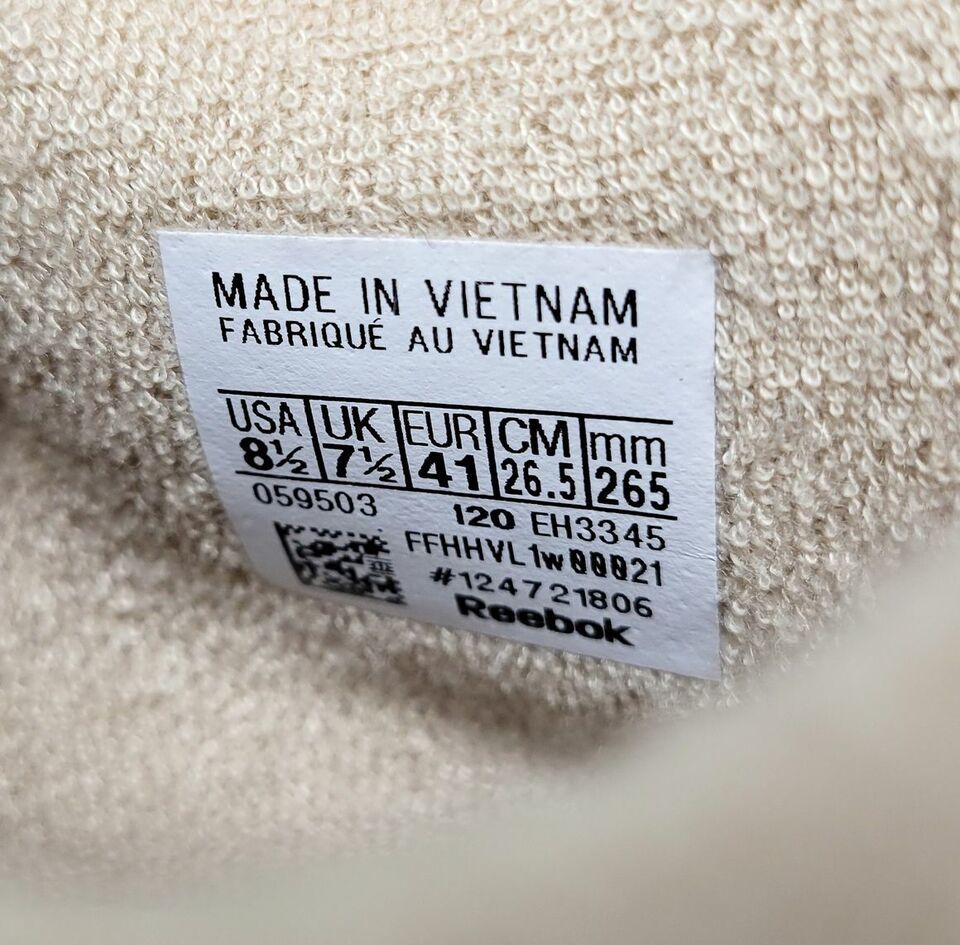 MADE IN VIETNAM
FABRIQUÉ AU VIETNAM
USA UK EUR CM mm
8½ 7½ 41 26.5 265
059503 120 EH3345
FFHHVL1w00021
#124721806
Reebok